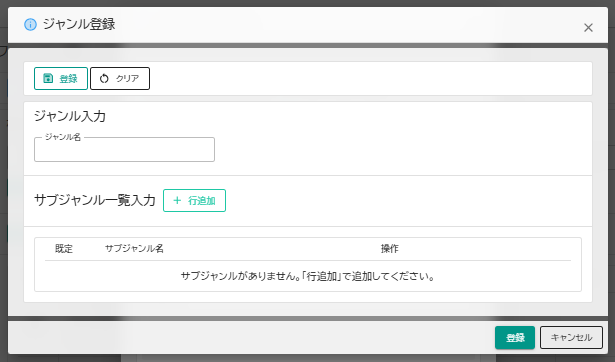 ジャンル登録
登録
クリア
ジャンル入力
ジャンル名
サブジャンル一覧入力
行追加
既定 サブジャンル名 操作
サブジャンルがありません。「行追加」で追加してください。
登録
キャンセル